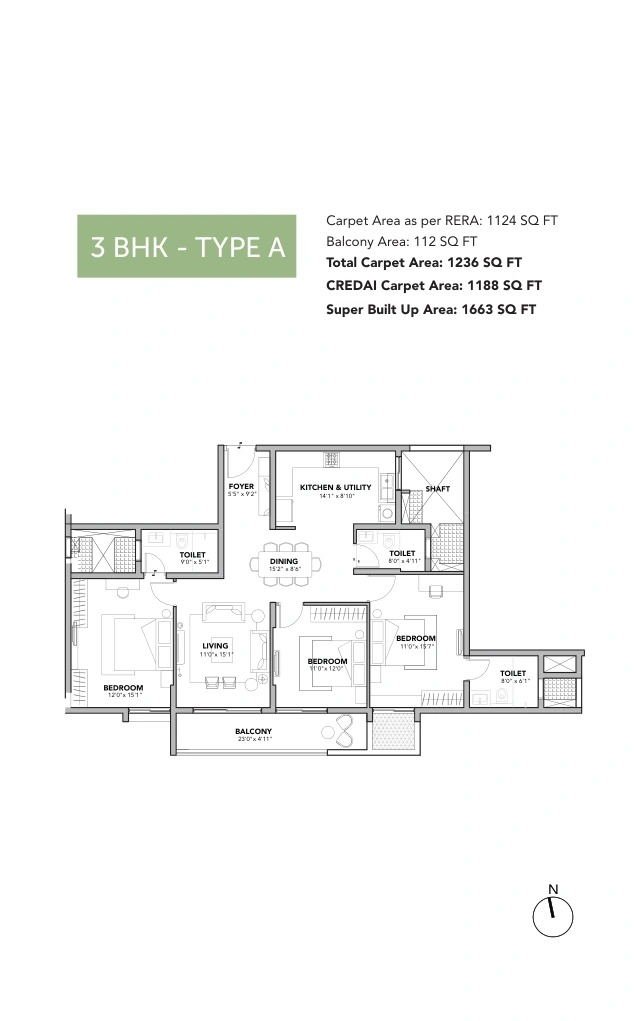 3 BHK - TYPE A
Carpet Area as per RERA: 1124 SQ FT
Balcony Area: 112 SQ FT
Total Carpet Area: 1236 SQ FT
CREDAI Carpet Area: 1188 SQ FT
Super Built Up Area: 1663 SQ FT
FOYER
5'5" x 9'2"
KITCHEN & UTILITY
14'1" x 8'10"
SHAFT
TOILET
9'0" x 5'1"
DINING
15'2" x 8'6"
TOILET
8'0" x 4'11"
BEDROOM
12'0" x 15'1"
LIVING
11'0" x 15'1"
BEDROOM
11'0" x 12'0"
BEDROOM
11'0" x 15'7"
TOILET
8'0" x 6'1"
BALCONY
23'0" x 4'11"
N